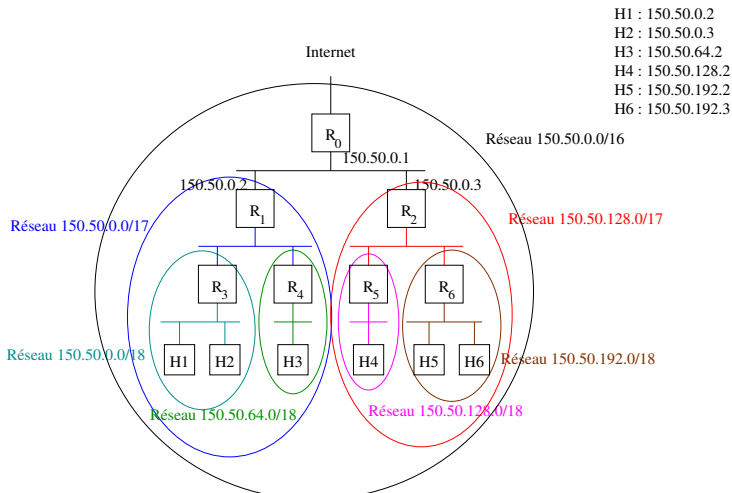 H1 : 150.50.0.2
H2 : 150.50.0.3
H3 : 150.50.64.2
H4 : 150.50.128.2
H5 : 150.50.192.2
H6 : 150.50.192.3
Internet
R0
Réseau 150.50.0.0/16
150.50.0.1
150.50.0.2
150.50.0.3
R1
R2
Réseau 150.50.0.0/17
Réseau 150.50.128.0/17
R3
R4
R5
R6
Réseau 150.50.0.0/18
H1
H2
H3
H4
H5
H6
Réseau 150.50.192.0/18
Réseau 150.50.64.0/18
Réseau 150.50.128.0/18